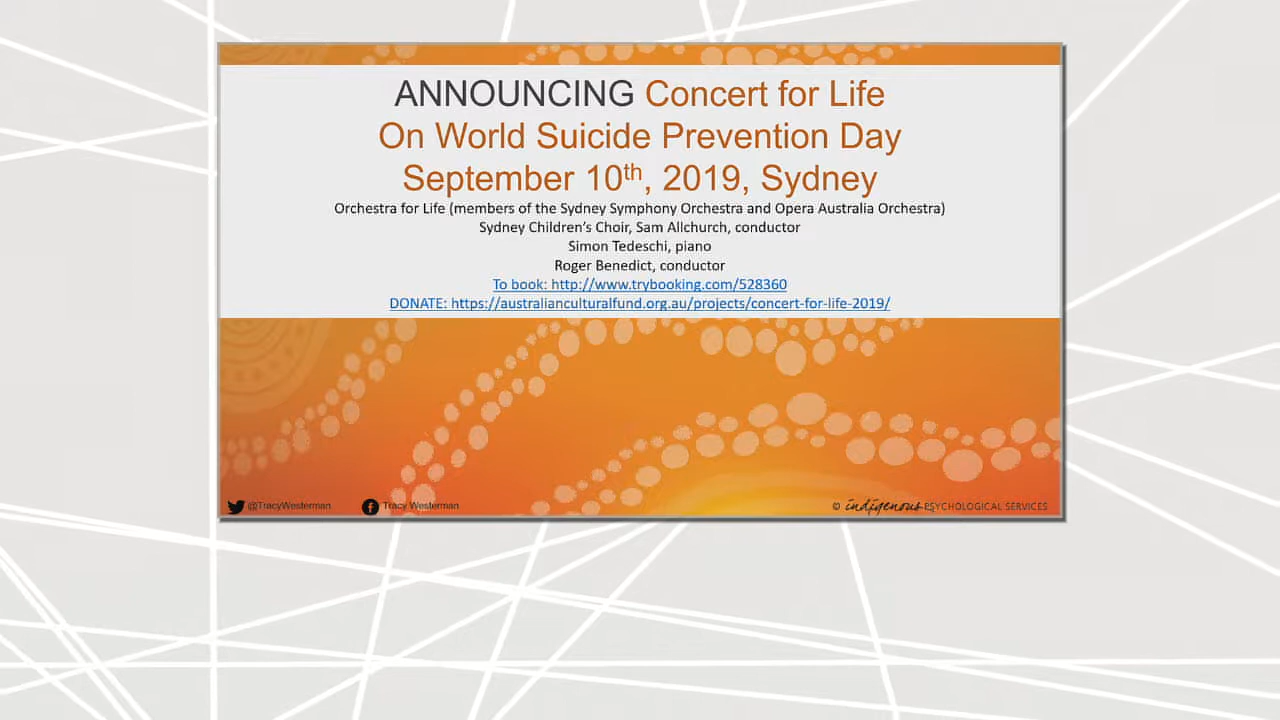 ANNOUNCING Concert for Life
On World Suicide Prevention Day
September 10th, 2019, Sydney
Orchestra for Life (members of the Sydney Symphony Orchestra and Opera Australia Orchestra)
Sydney Children's Choir, Sam Allchurch, conductor
Simon Tedeschi, piano
Roger Benedict, conductor
To book: http://www.trybooking.com/528360
DONATE: https://australianculturalfund.org.au/projects/concert-for-life-2019/
@TracyWesterman
Tracy Westerman
© indigenous PSYCHOLOGICAL SERVICES